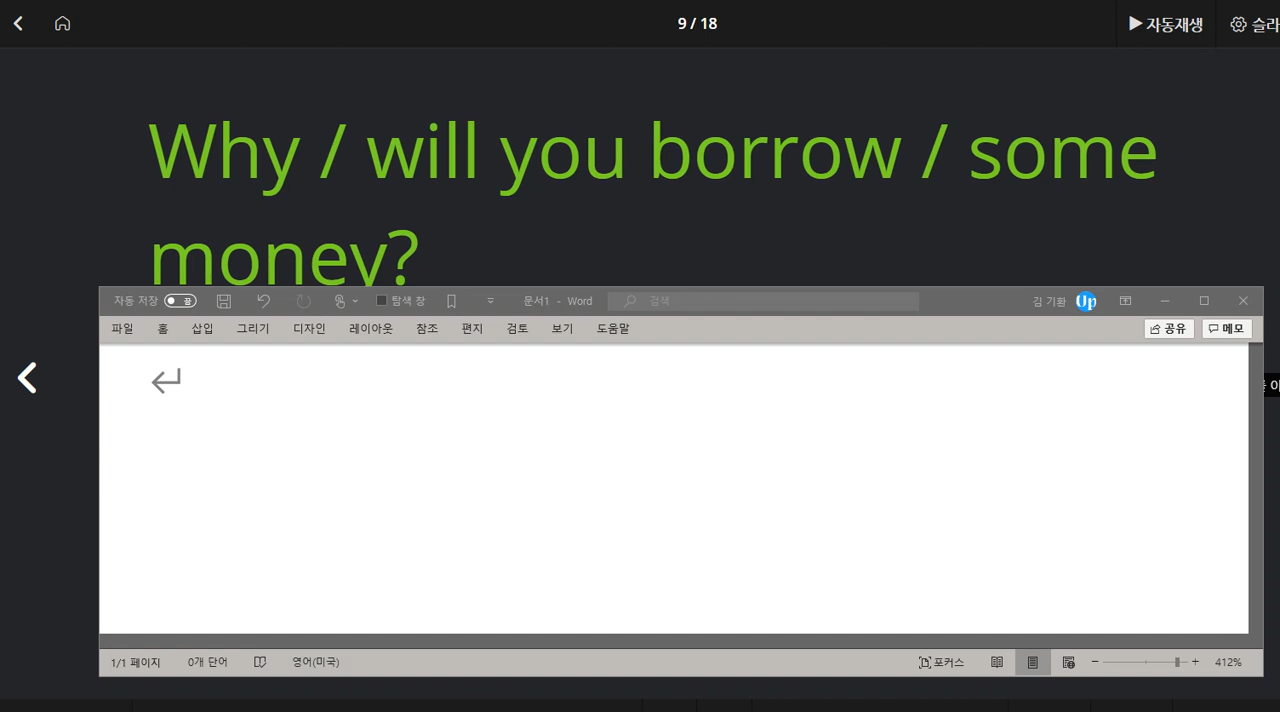 9 / 18
▶ 자동재생
슬라
Why / will you borrow / some
money?
자동 저장 끔
탐색 창
문서1 - Word
검색
김 기환
Up
파일 홈 삽입 그리기 디자인 레이아웃 참조 편지 검토 보기 도움말
공유
메모
1/1 페이지 0개 단어 영어(미국)
포커스
- + 412%